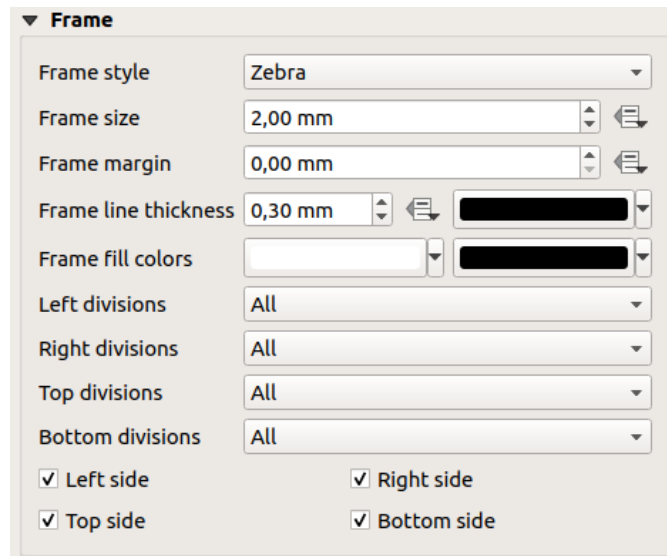 Frame
Frame style Zebra
Frame size 2,00 mm
Frame margin 0,00 mm
Frame line thickness 0,30 mm
Frame fill colors
Left divisions All
Right divisions All
Top divisions All
Bottom divisions All
Left side Right side
Top side Bottom side